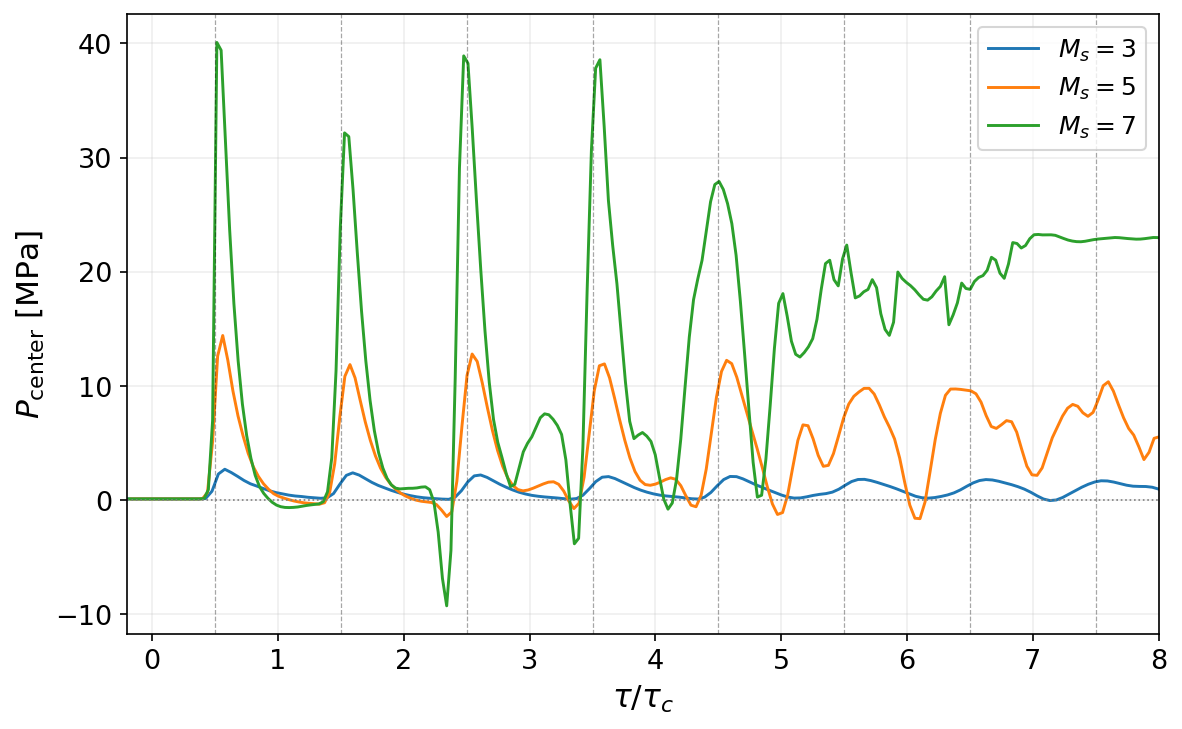 40
30
20
10
0
−10
P_center [MPa]
M_s = 3
M_s = 5
M_s = 7
0 1 2 3 4 5 6 7 8
τ/τ_c